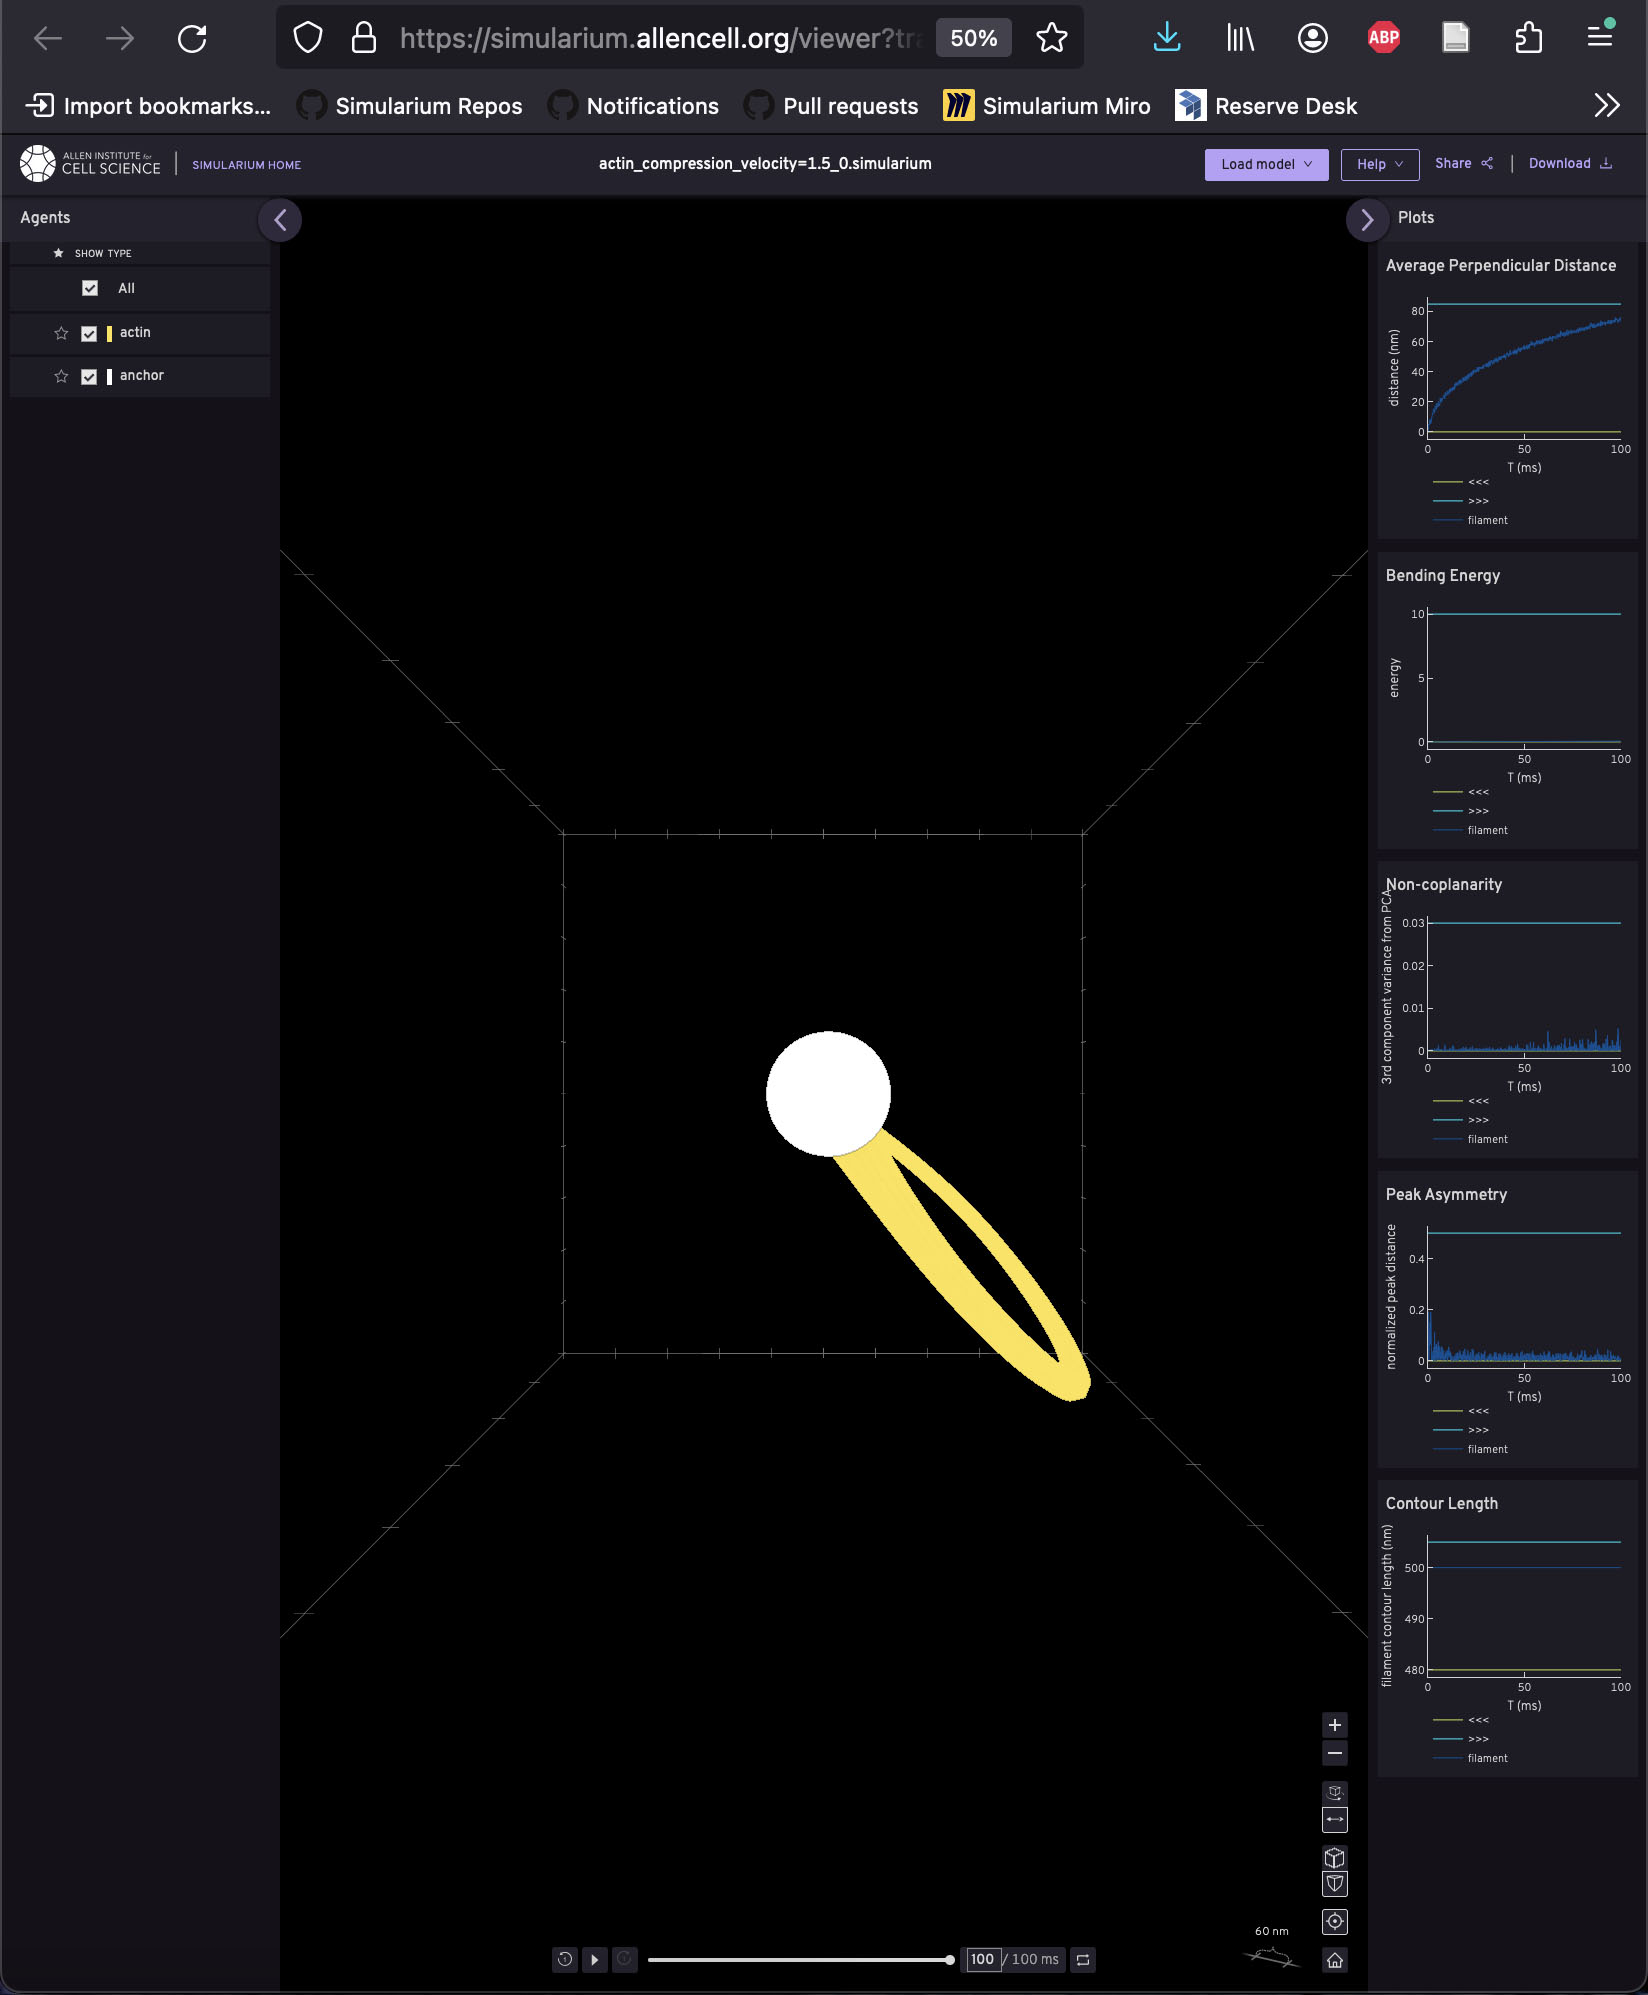 https://simularium.allencell.org/viewer?tra
50%
ABP
Import bookmarks...
Simularium Repos
Notifications
Pull requests
Simularium Miro
Reserve Desk
ALLEN INSTITUTE for
CELL SCIENCE
SIMULARIUM HOME
actin_compression_velocity=1.5_0.simularium
Load model
Help
Share
Download
Agents
SHOW TYPE
All
actin
anchor
Plots
Average Perpendicular Distance
distance (nm)
80
60
40
20
0
0 50 100
T (ms)
<<<
>>>
filament
Bending Energy
energy
10
5
0
0 50 100
T (ms)
<<<
>>>
filament
Non-coplanarity
3rd component variance from PCA
0.03
0.02
0.01
0
0 50 100
T (ms)
<<<
>>>
filament
Peak Asymmetry
normalized peak distance
0.4
0.2
0
0 50 100
T (ms)
<<<
>>>
filament
Contour Length
filament contour length (nm)
500
490
480
0 50 100
T (ms)
<<<
>>>
filament
60 nm
100 / 100 ms